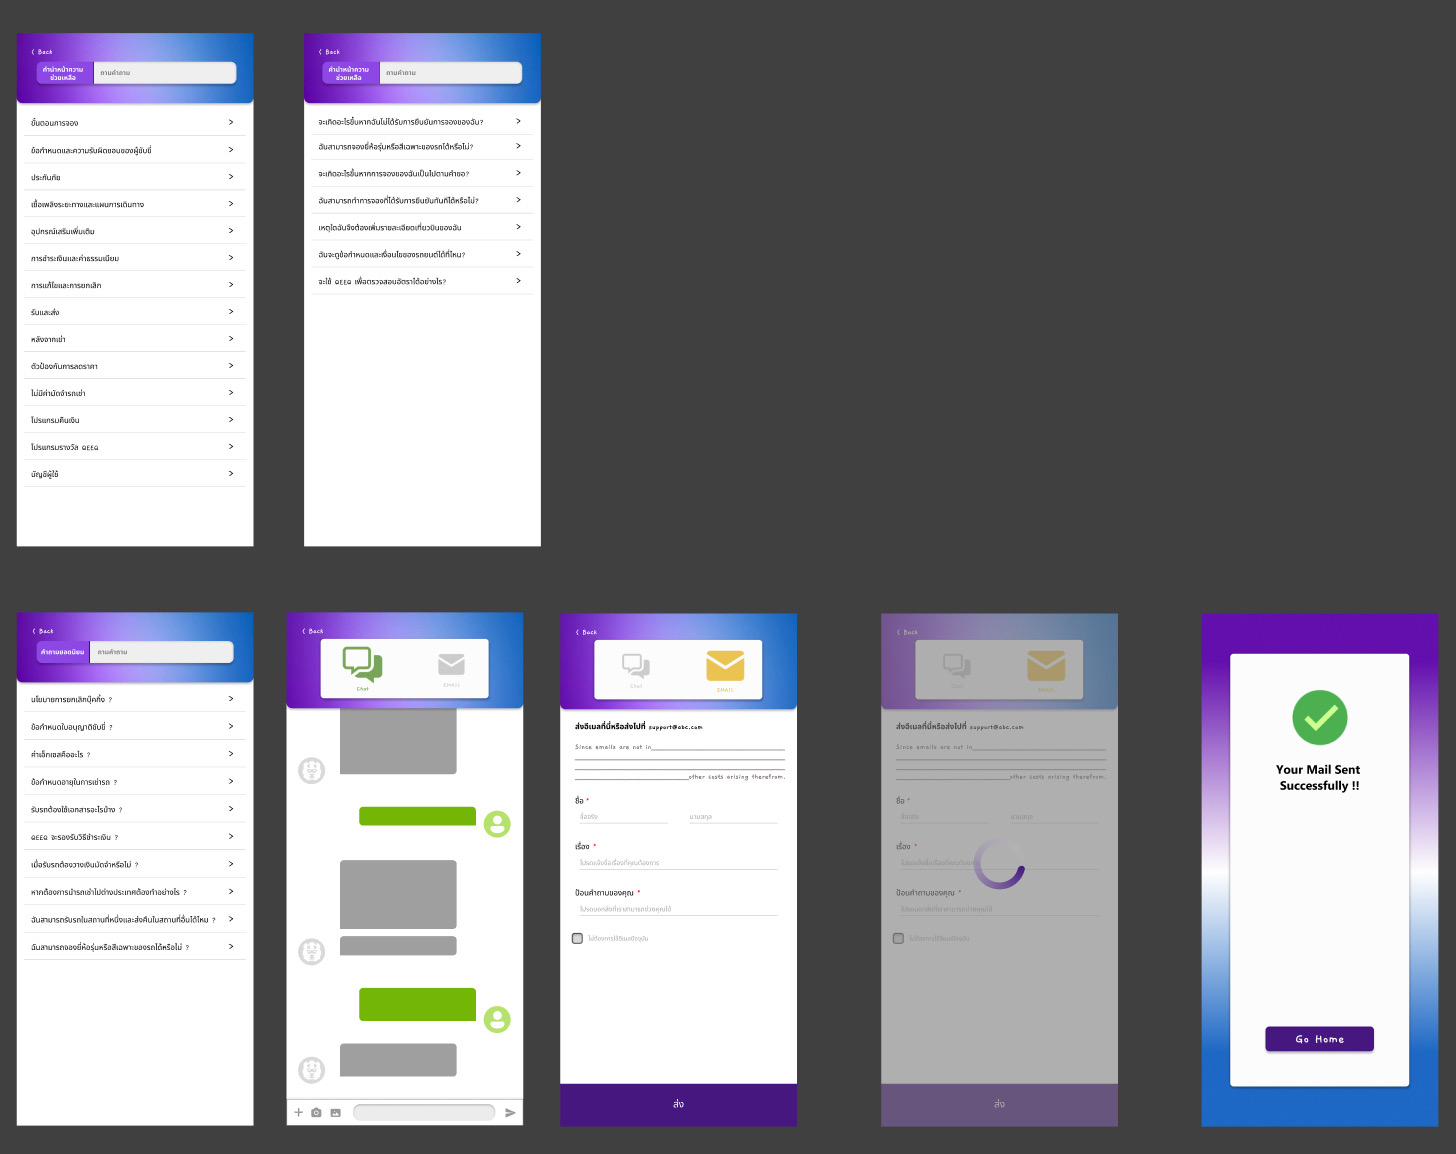 < Back
คำนำหน้าความ
ช่วยเหลือ
ถามคำถาม
ขั้นตอนการจอง
ข้อกำหนดและความรับผิดชอบของผู้ขับขี่
ประกันภัย
เชื้อเพลิงระยะทางและแผนการเดินทาง
อุปกรณ์เสริมเพิ่มเติม
การชำระเงินและค่าธรรมเนียม
การแก้ไขและการยกเลิก
รับและส่ง
หลังจากเช่า
ตัวป้องกันการลดราคา
ไม่มีค่ามัดจำรถเช่า
โปรแกรมคืนเงิน
โปรแกรมรางวัล QEEQ
บัญชีผู้ใช้
< Back
คำนำหน้าความ
ช่วยเหลือ
ถามคำถาม
จะเกิดอะไรขึ้นหากฉันไม่ได้รับการยืนยันการจองของฉัน?
ฉันสามารถจองยี่ห้อรุ่นหรือสีเฉพาะของรถได้หรือไม่?
จะเกิดอะไรขึ้นหากการจองของฉันเป็นไปตามคำขอ?
ฉันสามารถทำการจองที่ได้รับการยืนยันทันทีได้หรือไม่?
เหตุใดฉันจึงต้องเพิ่มรายละเอียดเที่ยวบินของฉัน
ฉันจะดูข้อกำหนดและเงื่อนไขของรถยนต์ได้ที่ไหน?
จะใช้ QEEQ เพื่อตรวจสอบอัตราได้อย่างไร?
< Back
คำถามยอดนิยม
ถามคำถาม
นโยบายการยกเลิกบุ๊คกิ้ง ?
ข้อกำหนดใบอนุญาติขับขี่ ?
ค่าเอ็กเซสคืออะไร ?
ข้อกำหนดอายุในการเช่ารถ ?
รับรถต้องใช้เอกสารอะไรบ้าง ?
QEEQ จะรองรับวิธีชำระเงิน ?
เมื่อรับรถต้องวางเงินมัดจำหรือไม่ ?
หากต้องการนำรถเช่าไปต่างประเทศต้องทำอย่างไร ?
ฉันสามารถรับรถในสถานที่หนึ่งและส่งคืนในสถานที่อื่นได้ไหม ?
ฉันสามารถจองยี่ห้อรุ่นหรือสีเฉพาะของรถได้หรือไม่ ?
< Back
Chat
EMAIL
< Back
Chat
EMAIL
ส่งอีเมลที่นี่หรือส่งไปที่ support@abc.com
Since emails are not in
other costs arising therefrom.
ชื่อ *
ชื่อจริง
นามสกุล
เรื่อง *
โปรดแจ้งชื่อเรื่องที่คุณต้องการ
ป้อนคำถามของคุณ *
โปรดบอกสิ่งที่เราสามารถช่วยคุณได้
ไม่ต้องการใช้อีเมลปัจจุบัน
ส่ง
< Back
Chat
EMAIL
ส่งอีเมลที่นี่หรือส่งไปที่ support@abc.com
Since emails are not in
other costs arising therefrom.
ชื่อ *
ชื่อจริง
นามสกุล
เรื่อง *
โปรดแจ้งชื่อเรื่องที่คุณต้องการ
ป้อนคำถามของคุณ *
โปรดบอกสิ่งที่เราสามารถช่วยคุณได้
ไม่ต้องการใช้อีเมลปัจจุบัน
ส่ง
Your Mail Sent
Successfully !!
Go Home